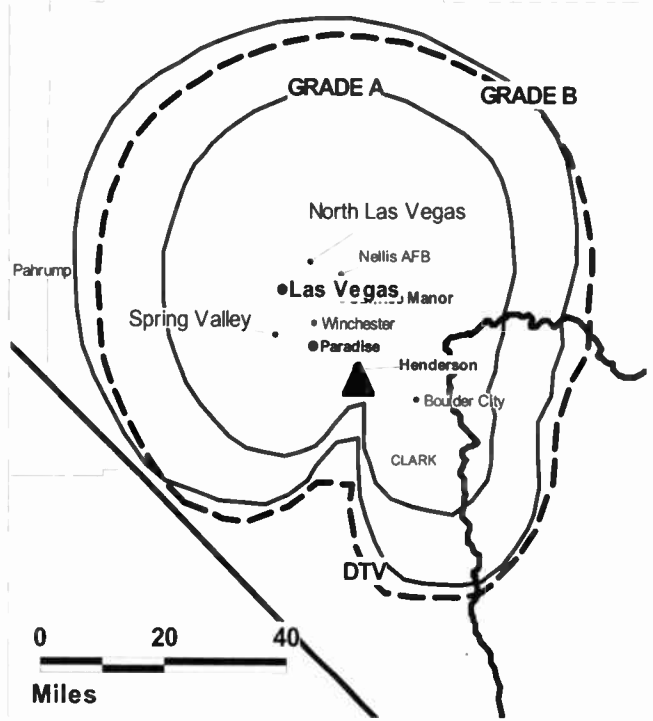 GRADE A
GRADE B
North Las Vegas
Nellis AFB
Pahrump
Las Vegas
Manor
Spring Valley
Winchester
Paradise
Henderson
Boulder City
CLARK
DTV
0 20 40
Miles